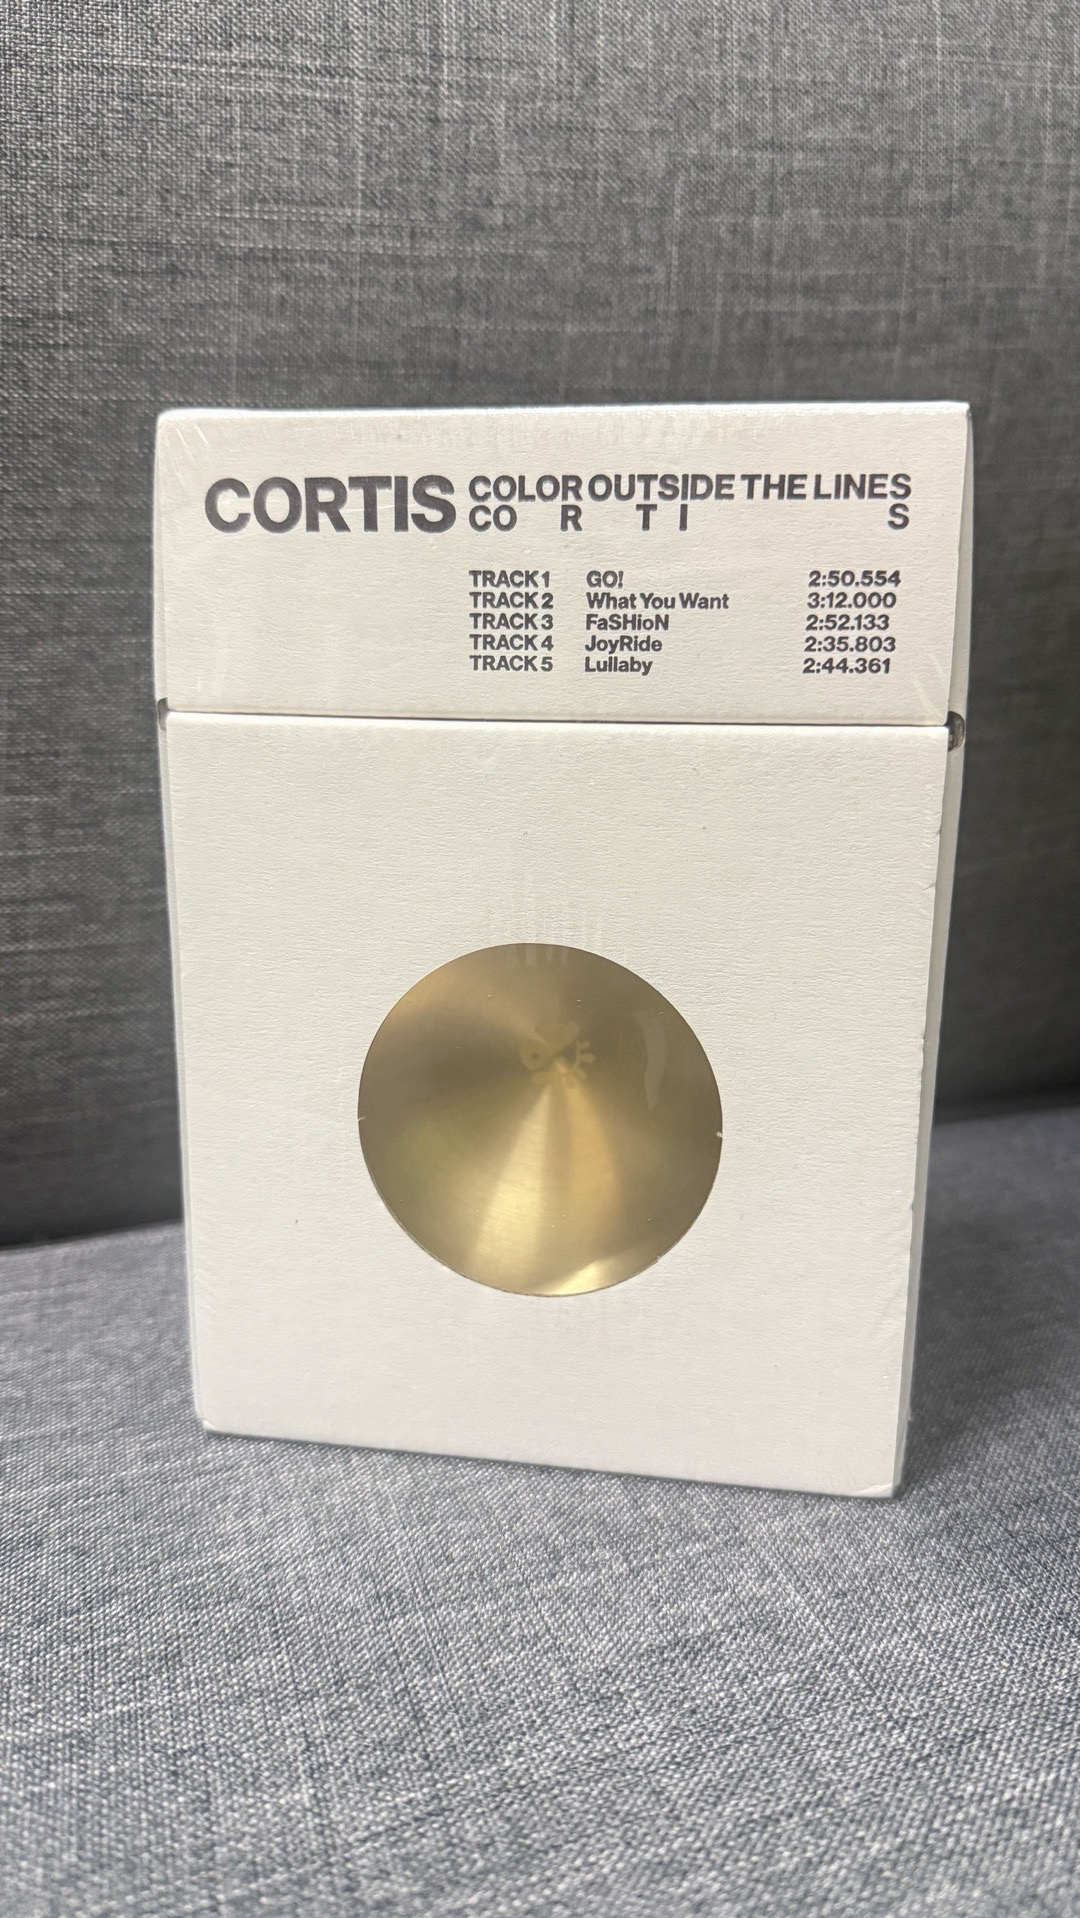 CORTIS COLOR OUTSIDE THE LINES
CO R T I S
TRACK 1 GO! 2:50.554
TRACK 2 What You Want 3:12.000
TRACK 3 FaSHioN 2:52.133
TRACK 4 JoyRide 2:35.803
TRACK 5 Lullaby 2:44.361